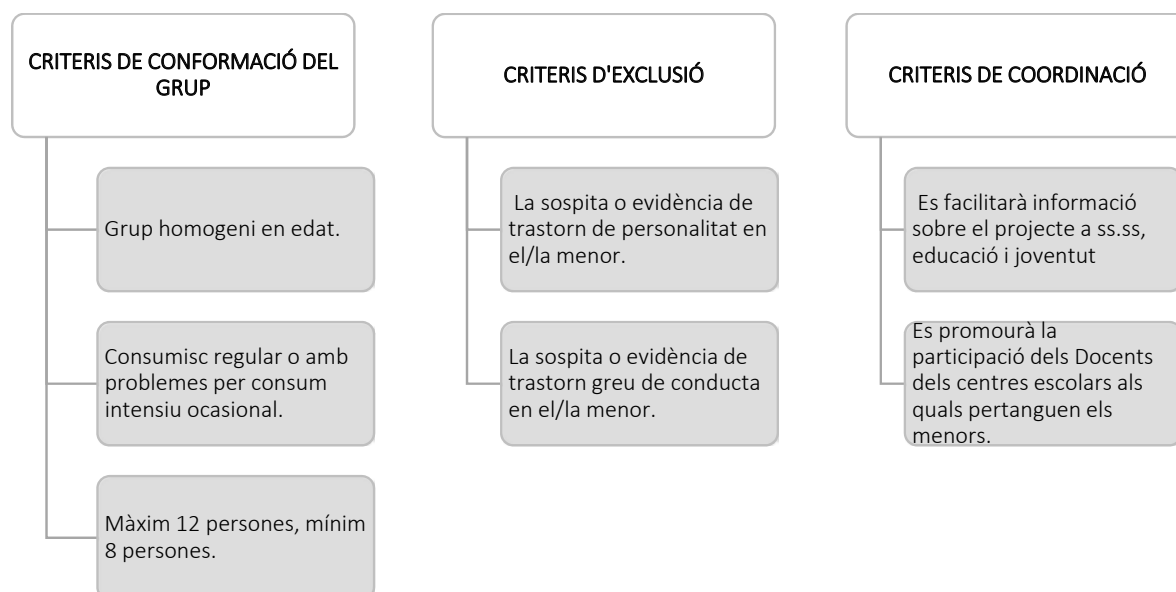 CRITERIS DE CONFORMACIÓ DEL
GRUP
Grup homogeni en edat.
Consumisc regular o amb
problemes per consum
intensiu ocasional.
Màxim 12 persones, mínim
8 persones.
CRITERIS D'EXCLUSIÓ
La sospita o evidència de
trastorn de personalitat en
el/la menor.
La sospita o evidència de
trastorn greu de conducta
en el/la menor.
CRITERIS DE COORDINACIÓ
Es facilitarà informació
sobre el projecte a ss.ss,
educació i joventut
Es promourà la
participació dels Docents
dels centres escolars als
quals pertanguen els
menors.